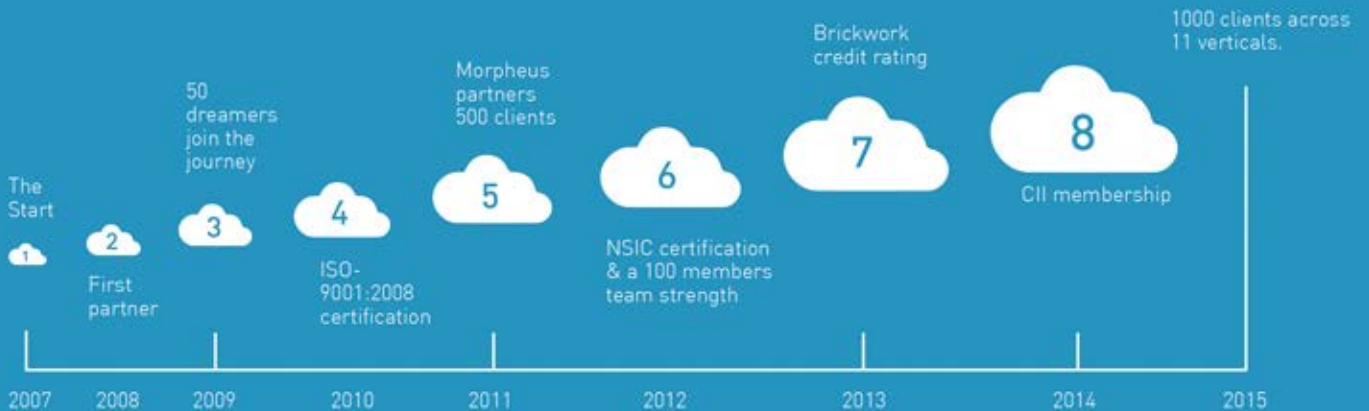 The
Start
1
2
First
partner
50
dreamers
join the
journey
3
4
ISO-
9001:2008
certification
Morpheus
partners
500 clients
5
6
NSIC certification
& a 100 members
team strength
Brickwork
credit rating
7
8
CII membership
1000 clients across
11 verticals.
2007
2008
2009
2010
2011
2012
2013
2014
2015